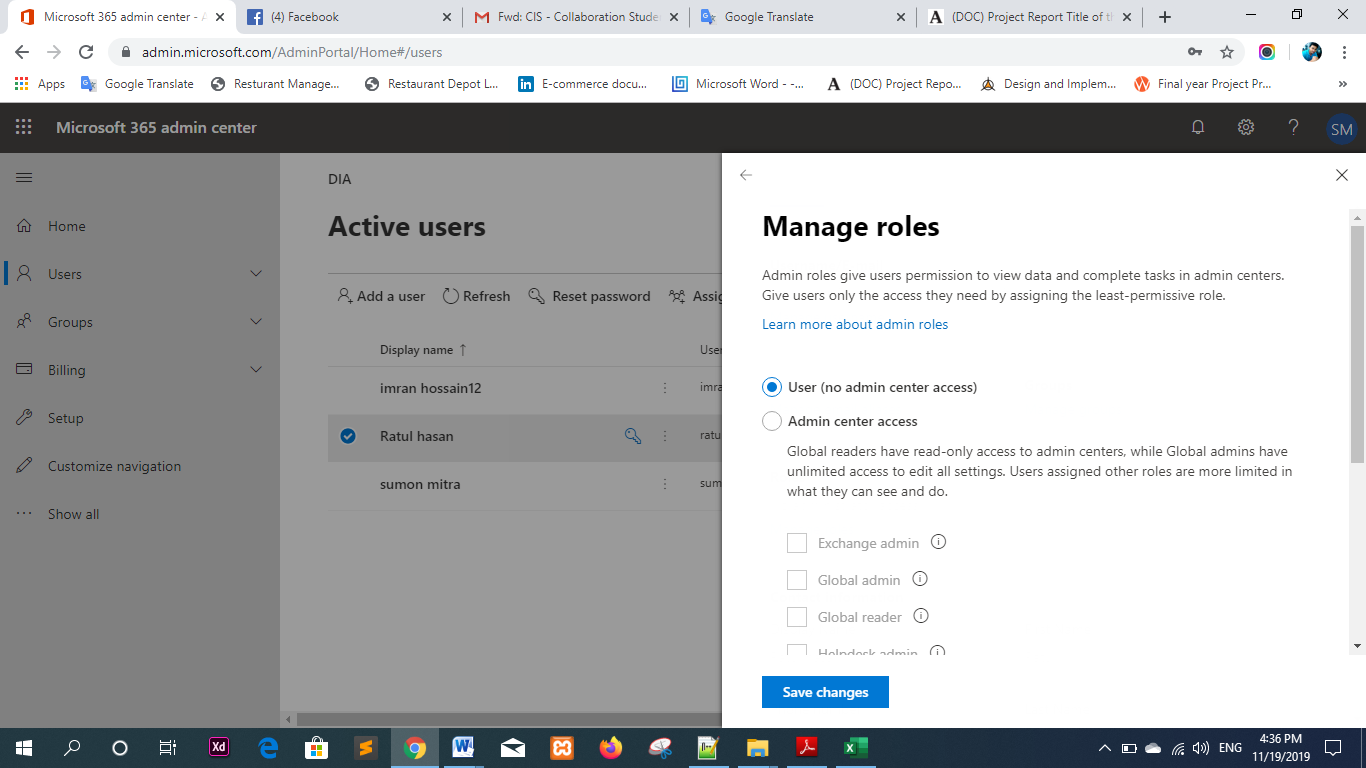 Microsoft 365 admin center - A
(4) Facebook
Fwd: CIS - Collaboration Stude
Google Translate
(DOC) Project Report Title of th
admin.microsoft.com/AdminPortal/Home#/users
Apps
Google Translate
Resturant Manage...
Restaurant Depot L...
E-commerce docu...
Microsoft Word - -...
(DOC) Project Repo...
Design and Implem...
Final year Project Pr...
»
Microsoft 365 admin center
SM
Home
Users
Groups
Billing
Setup
Customize navigation
Show all
DIA
Active users
Add a user
Refresh
Reset password
Assig
Display name ↑
User
imran hossain12
imra
Ratul hasan
ratu
sumon mitra
sum
Manage roles
Admin roles give users permission to view data and complete tasks in admin centers.
Give users only the access they need by assigning the least-permissive role.
Learn more about admin roles
User (no admin center access)
Admin center access
Global readers have read-only access to admin centers, while Global admins have
unlimited access to edit all settings. Users assigned other roles are more limited in
what they can see and do.
Exchange admin
Global admin
Global reader
Helpdesk admin
Save changes
Xd
ENG
4:36 PM
11/19/2019